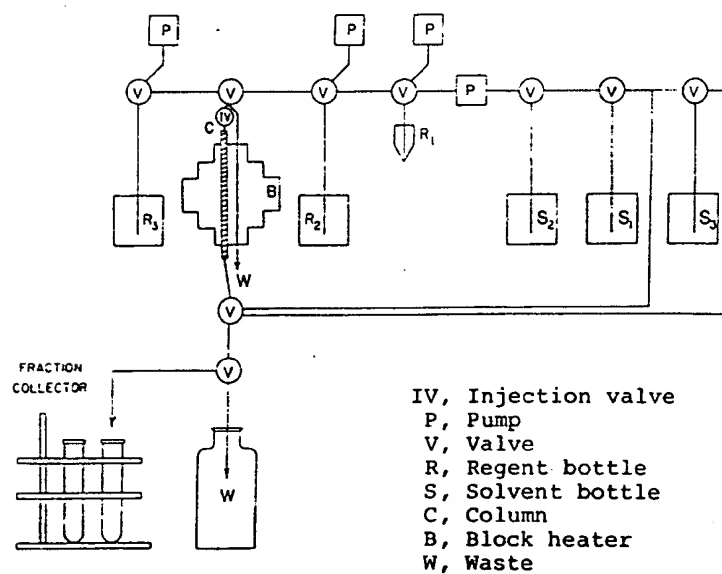 P P P
V V V V P V V V
C IV
R₁
B
R₃ R₂ S₂ S₁ S₃
W
V
FRACTION
COLLECTOR
V
W
IV, Injection valve
P, Pump
V, Valve
R, Regent bottle
S, Solvent bottle
C, Column
B, Block heater
W, Waste